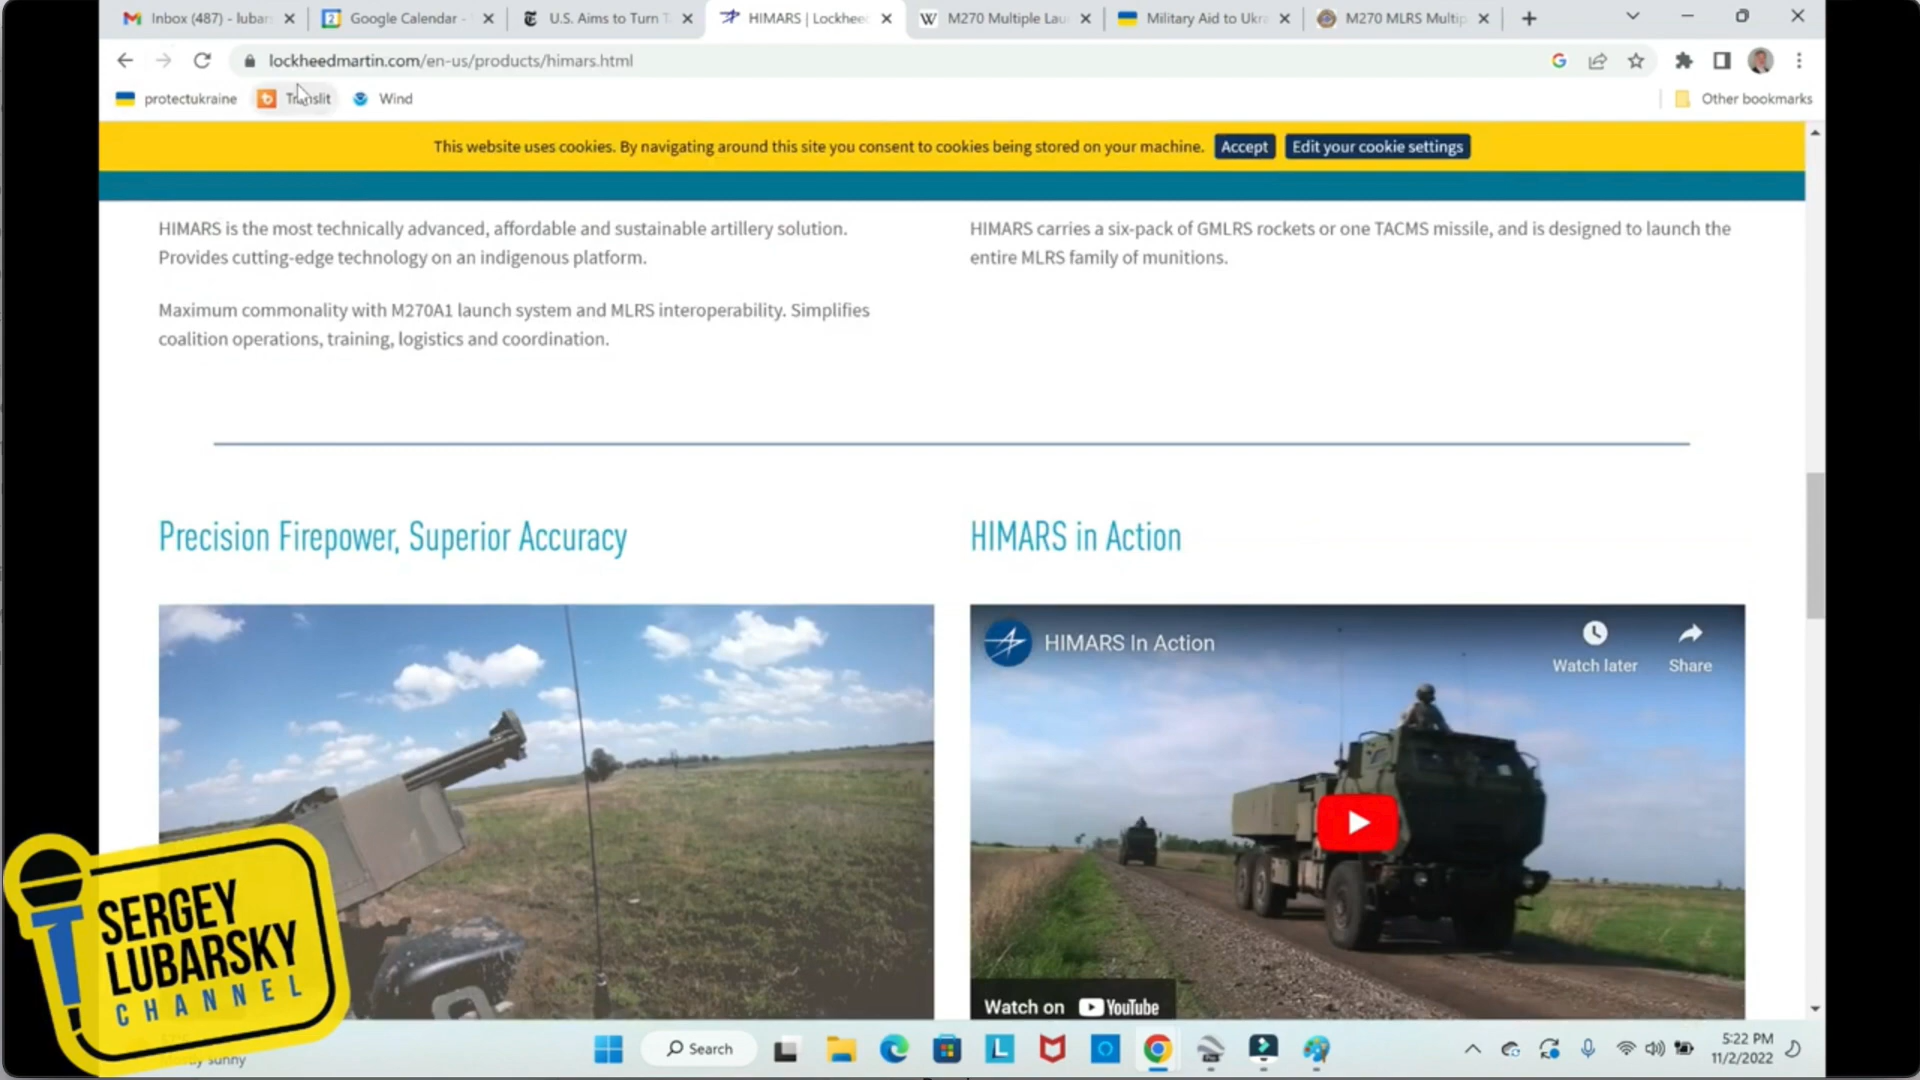 Inbox (487) - lubar
Google Calendar -
U.S. Aims to Turn T
HIMARS | Lockhee
M270 Multiple Lau
Military Aid to Ukra
M270 MLRS Multip
lockheedmartin.com/en-us/products/himars.html
protectukraine
Translit
Wind
Other bookmarks
This website uses cookies. By navigating around this site you consent to cookies being stored on your machine.
Accept
Edit your cookie settings
HIMARS is the most technically advanced, affordable and sustainable artillery solution.
Provides cutting-edge technology on an indigenous platform.
Maximum commonality with M270A1 launch system and MLRS interoperability. Simplifies
coalition operations, training, logistics and coordination.
HIMARS carries a six-pack of GMLRS rockets or one TACMS missile, and is designed to launch the
entire MLRS family of munitions.
Precision Firepower, Superior Accuracy
HIMARS in Action
HIMARS In Action
Watch later
Share
Watch on YouTube
SERGEY
LUBARSKY
CHANNEL
Search
5:22 PM
11/2/2022